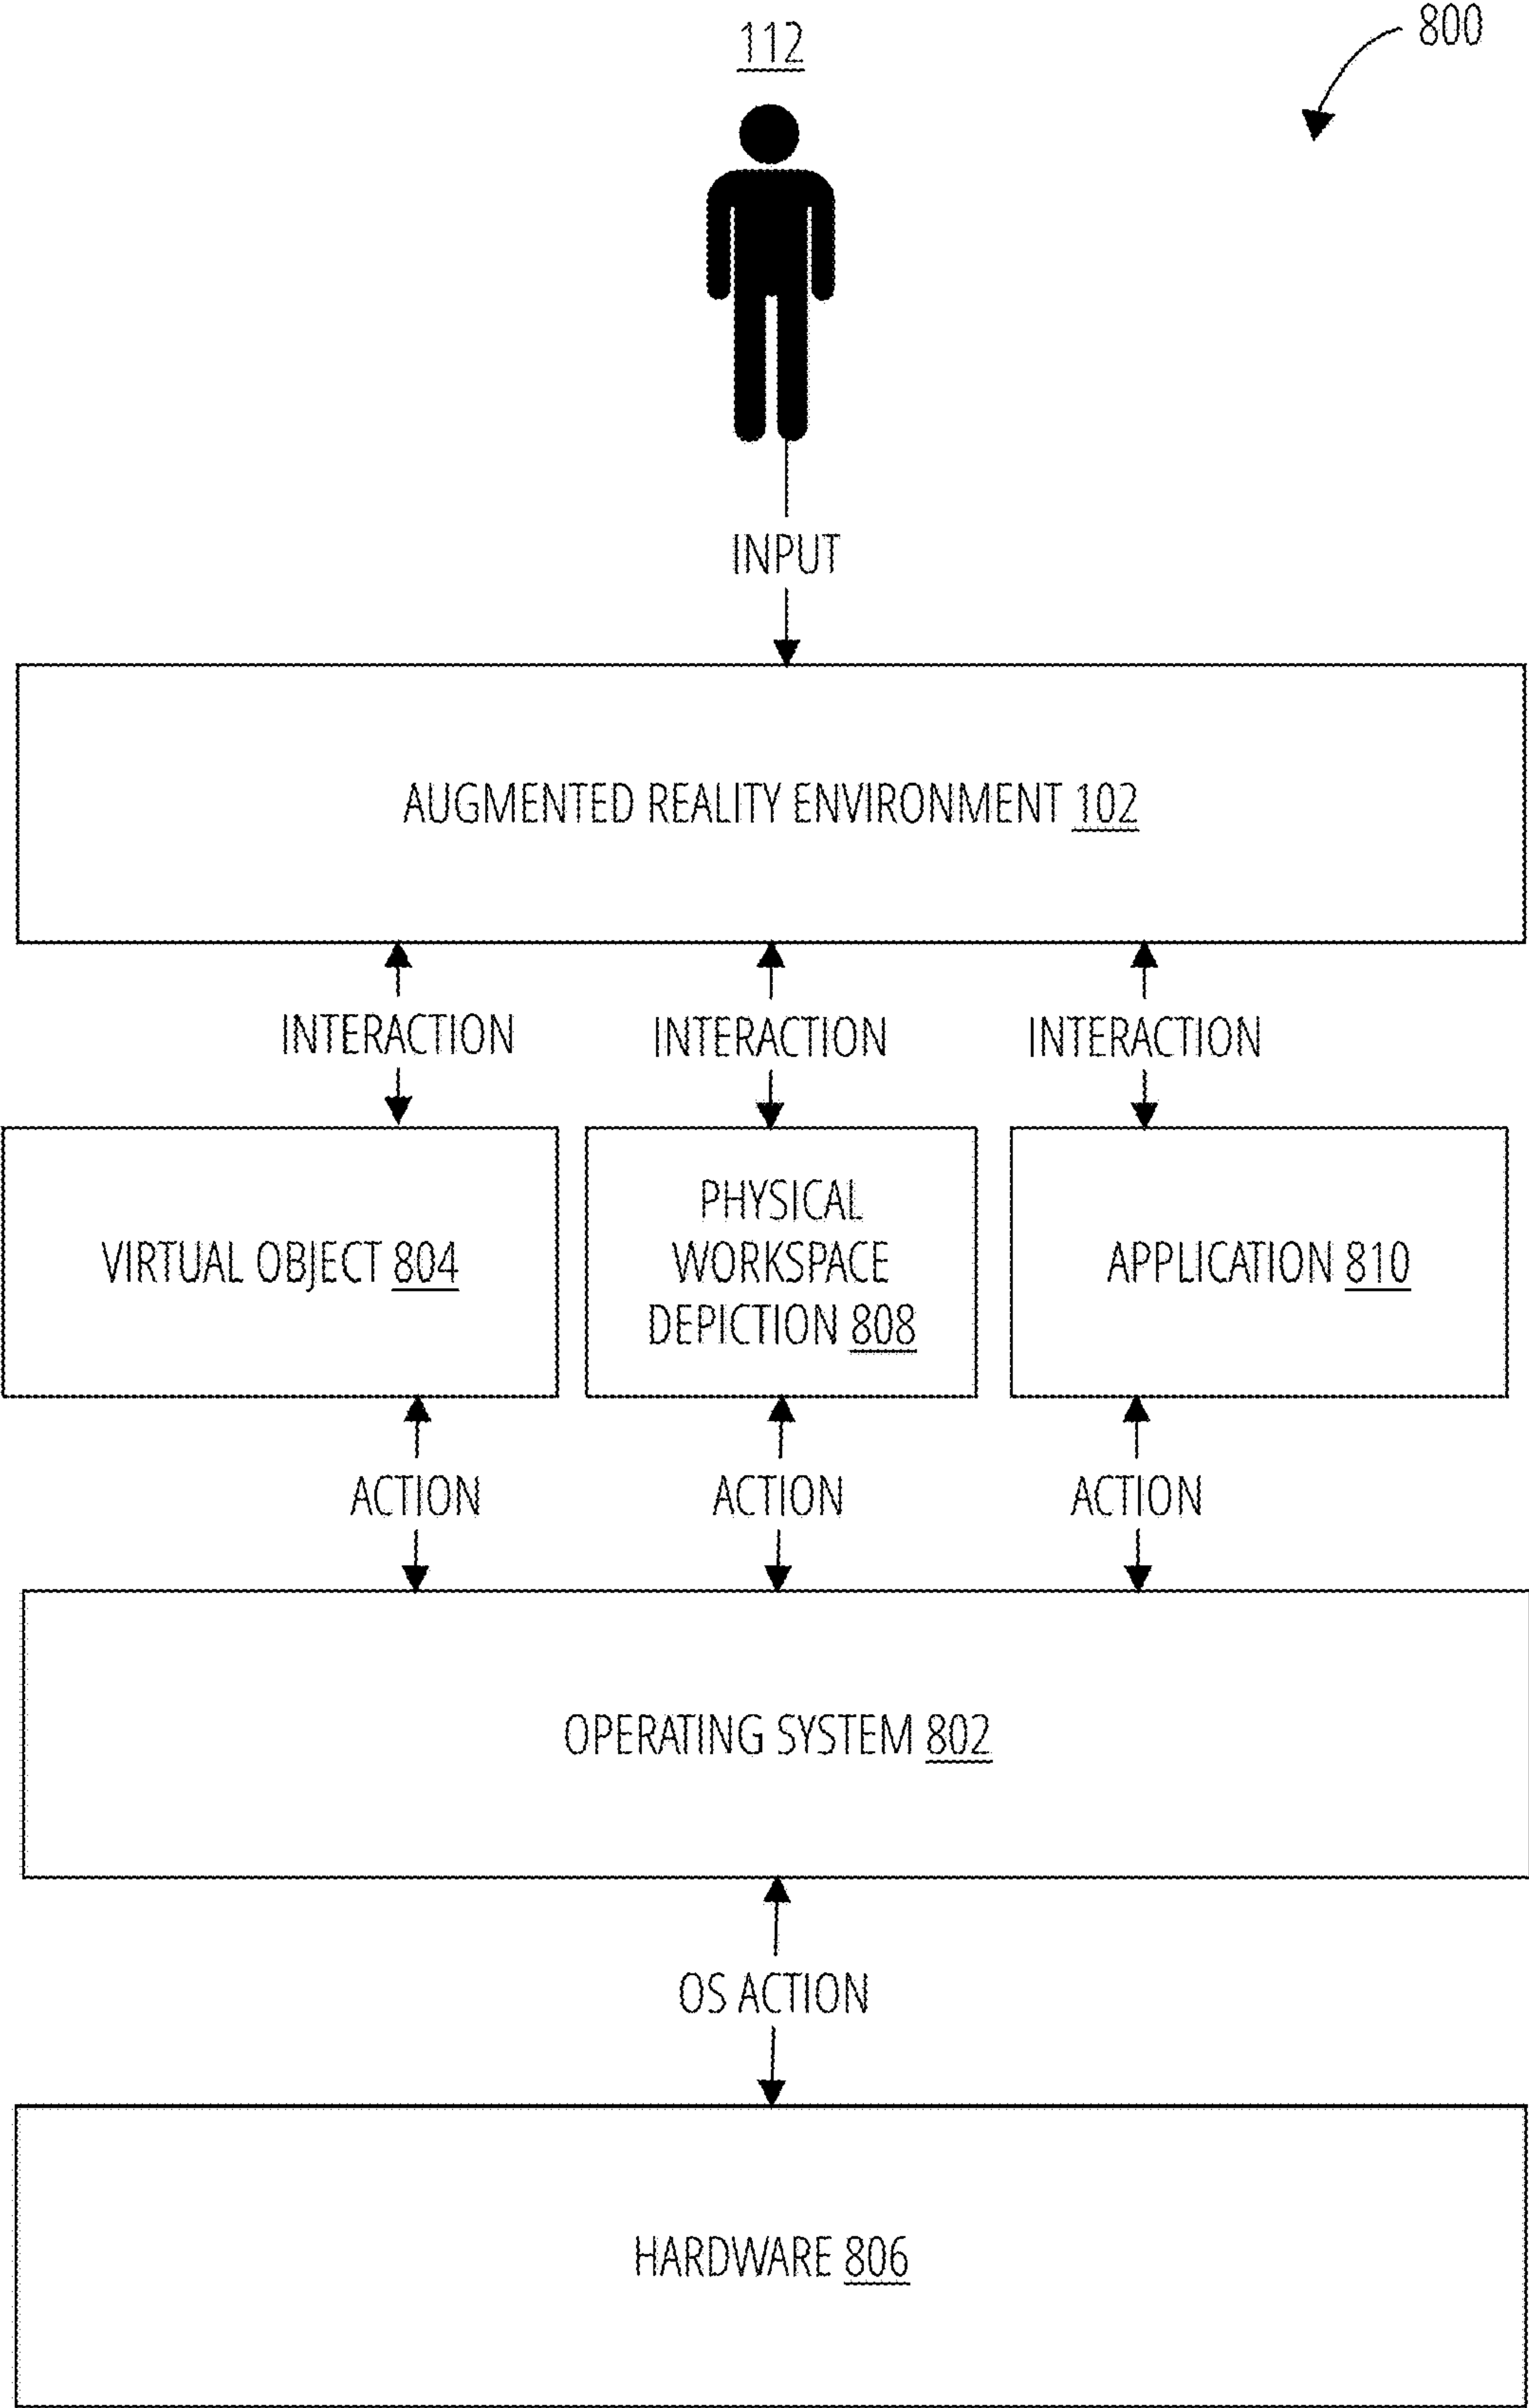 112
800
INPUT
AUGMENTED REALITY ENVIRONMENT 102
INTERACTION
INTERACTION
INTERACTION
VIRTUAL OBJECT 804
PHYSICAL
WORKSPACE
DEPICTION 808
APPLICATION 810
ACTION
ACTION
ACTION
OPERATING SYSTEM 802
OS ACTION
HARDWARE 806